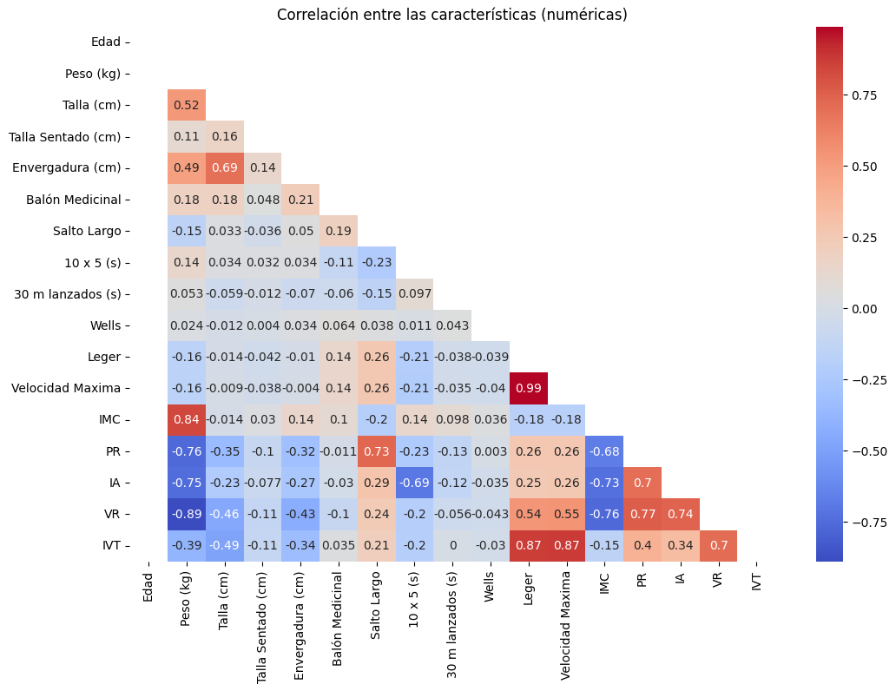 Correlación entre las características (numéricas)
Edad
Peso (kg)
Talla (cm) 0.52
Talla Sentado (cm) 0.11 0.16
Envergadura (cm) 0.49 0.69 0.14
Balón Medicinal 0.18 0.18 0.048 0.21
Salto Largo -0.15 0.033 -0.036 0.05 0.19
10 x 5 (s) 0.14 0.034 0.032 0.034 -0.11 -0.23
30 m lanzados (s) 0.053 -0.059 -0.012 -0.07 -0.06 -0.15 0.097
Wells 0.024 -0.012 0.004 0.034 0.064 0.038 0.011 0.043
Leger -0.16 -0.014 -0.042 -0.01 0.14 0.26 -0.21 -0.038 -0.039
Velocidad Maxima -0.16 -0.009 -0.038 -0.004 0.14 0.26 -0.21 -0.035 -0.04 0.99
IMC 0.84 -0.014 0.03 0.14 0.1 -0.2 0.14 0.098 0.036 -0.18 -0.18
PR -0.76 -0.35 -0.1 -0.32 -0.011 0.73 -0.23 -0.13 0.003 0.26 0.26 -0.68
IA -0.75 -0.23 -0.077 -0.27 -0.03 0.29 -0.69 -0.12 -0.035 0.25 0.26 -0.73 0.7
VR -0.89 -0.46 -0.11 -0.43 -0.1 0.24 -0.2 -0.056 -0.043 0.54 0.55 -0.76 0.77 0.74
IVT -0.39 -0.49 -0.11 -0.34 0.035 0.21 -0.2 0 -0.03 0.87 0.87 -0.15 0.4 0.34 0.7
Edad
Peso (kg)
Talla (cm)
Talla Sentado (cm)
Envergadura (cm)
Balón Medicinal
Salto Largo
10 x 5 (s)
30 m lanzados (s)
Wells
Leger
Velocidad Maxima
IMC
PR
IA
VR
IVT
0.75
0.50
0.25
0.00
-0.25
-0.50
-0.75